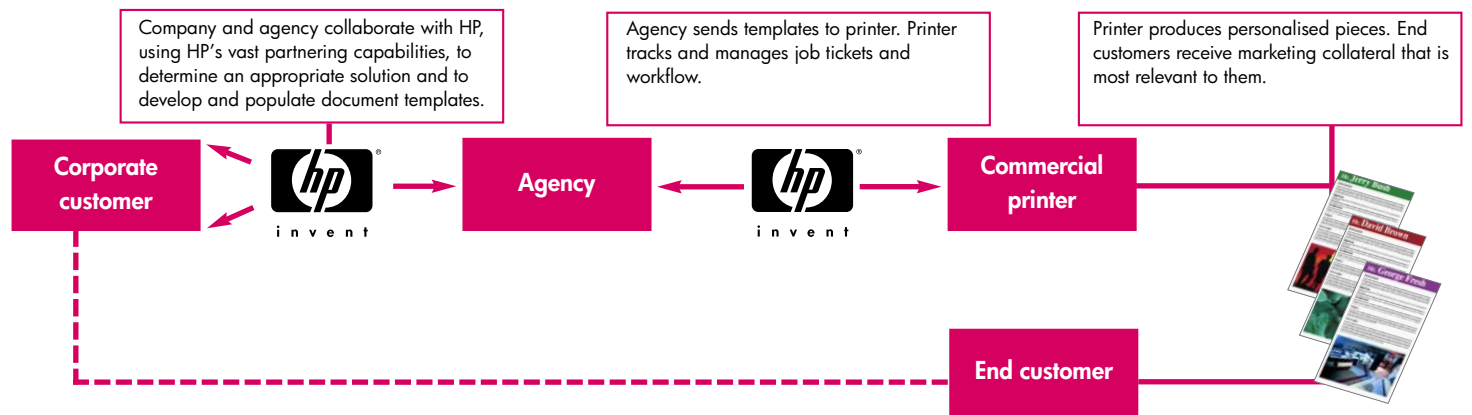 Company and agency collaborate with HP,
using HP's vast partnering capabilities, to
determine an appropriate solution and to
develop and populate document templates.
Agency sends templates to printer. Printer
tracks and manages job tickets and
workflow.
Printer produces personalised pieces. End
customers receive marketing collateral that is
most relevant to them.
Corporate
customer
hp
®
invent
Agency
hp
®
invent
Commercial
printer
Jerry Bush
David Brown
George Fresh
End customer